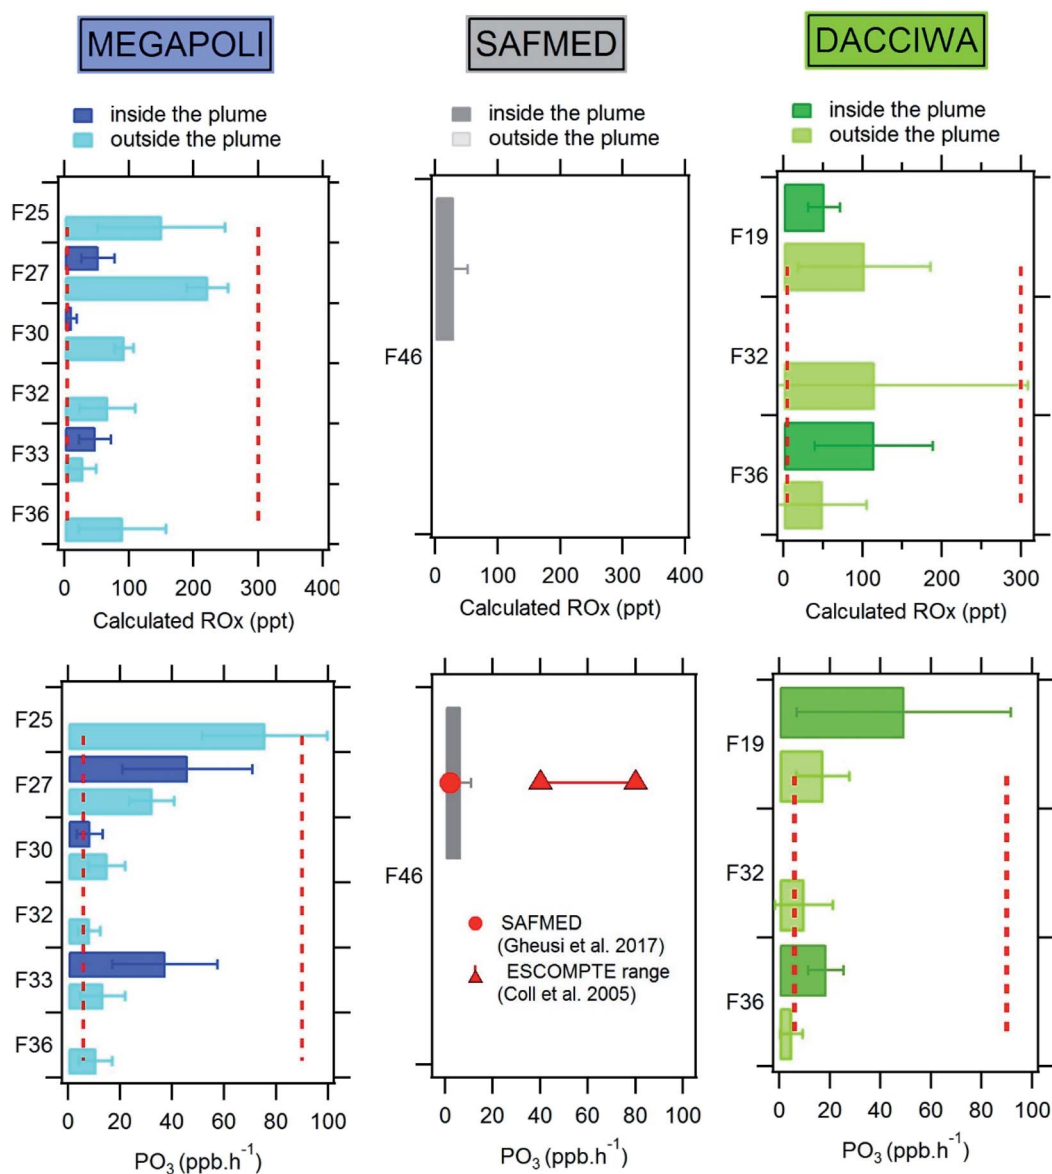 MEGAPOLI
SAFMED
DACCIWA
inside the plume
outside the plume
inside the plume
outside the plume
inside the plume
outside the plume
F25
F27
F30
F32
F33
F36
0 100 200 300 400
Calculated ROx (ppt)
F46
0 100 200 300 400
Calculated ROx (ppt)
F19
F32
F36
0 100 200 300
Calculated ROx (ppt)
F25
F27
F30
F32
F33
F36
0 20 40 60 80 100
PO₃ (ppb.h⁻¹)
F46
SAFMED
(Gheusi et al. 2017)
ESCOMPTE range
(Coll et al. 2005)
0 20 40 60 80 100
PO₃ (ppb.h⁻¹)
F19
F32
F36
0 20 40 60 80 100
PO₃ (ppb.h⁻¹)